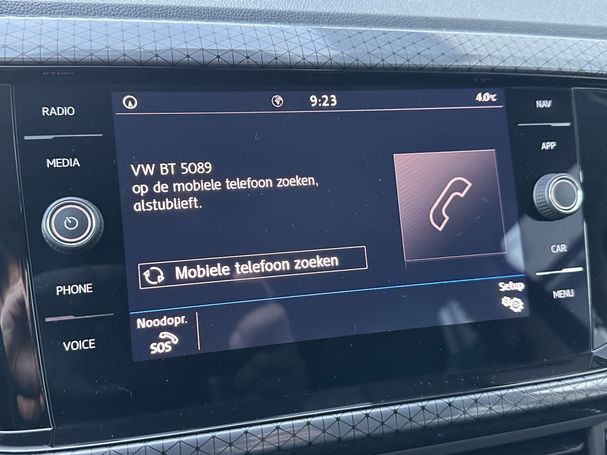 RADIO
MEDIA
PHONE
VOICE
9:23
4.0°C
VW BT 5089
op de mobiele telefoon zoeken,
alstublieft.
Mobiele telefoon zoeken
Noodopr.
SOS
Setup
NAV
APP
CAR
MENU